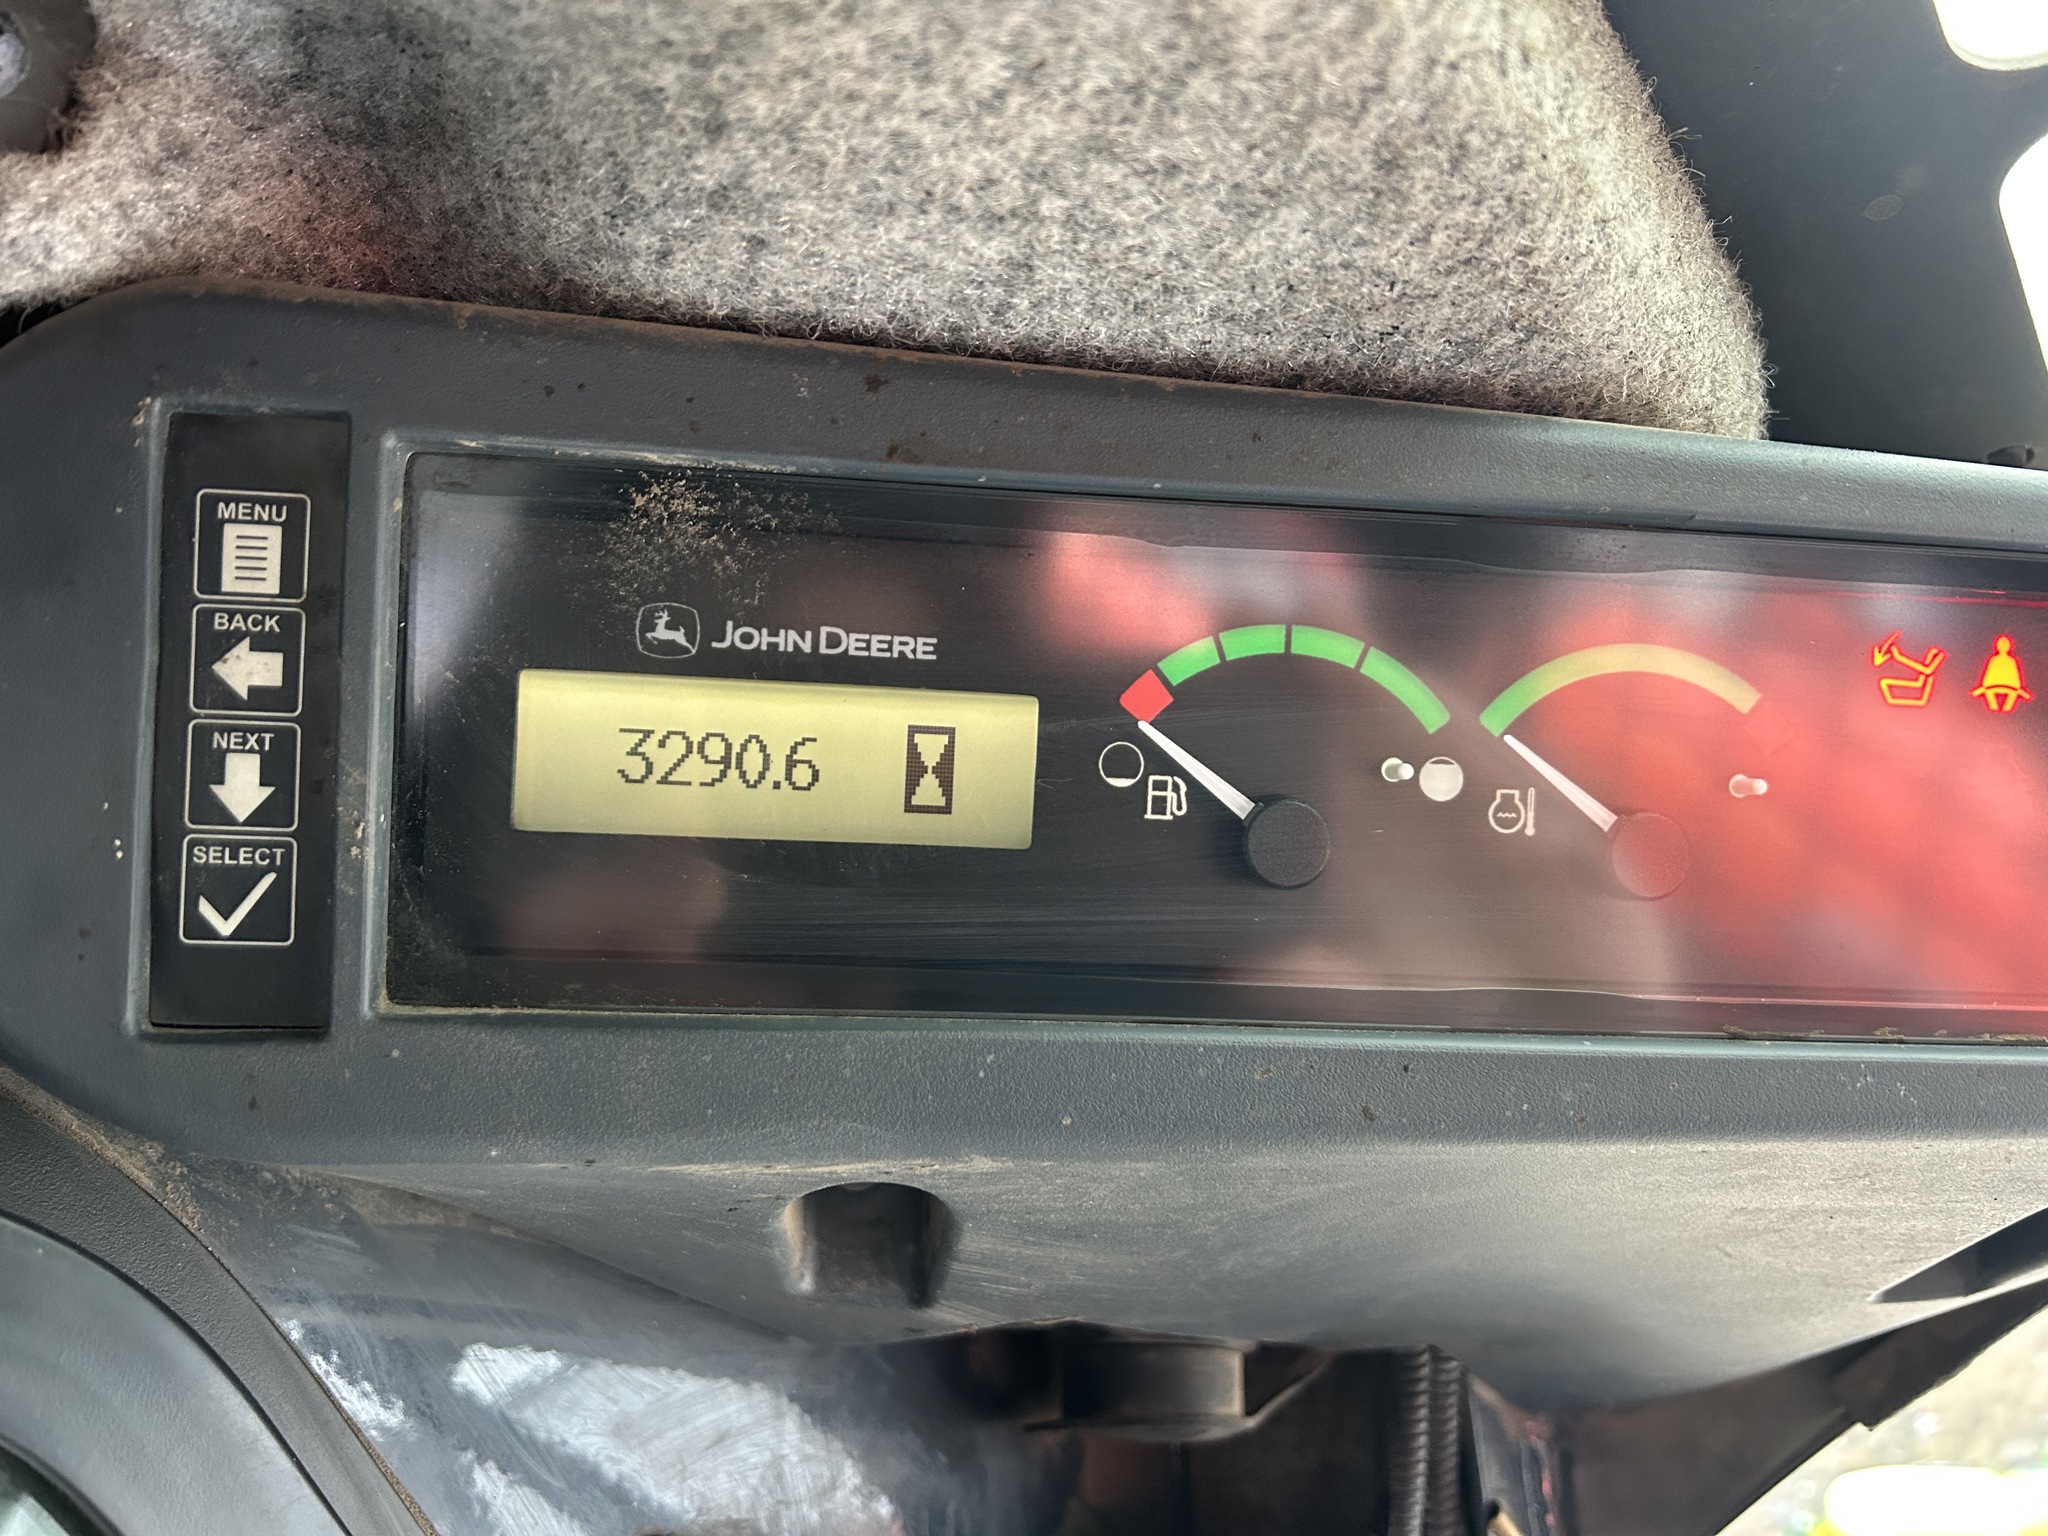 MENU
BACK
NEXT
SELECT
JOHN DEERE
3290.6